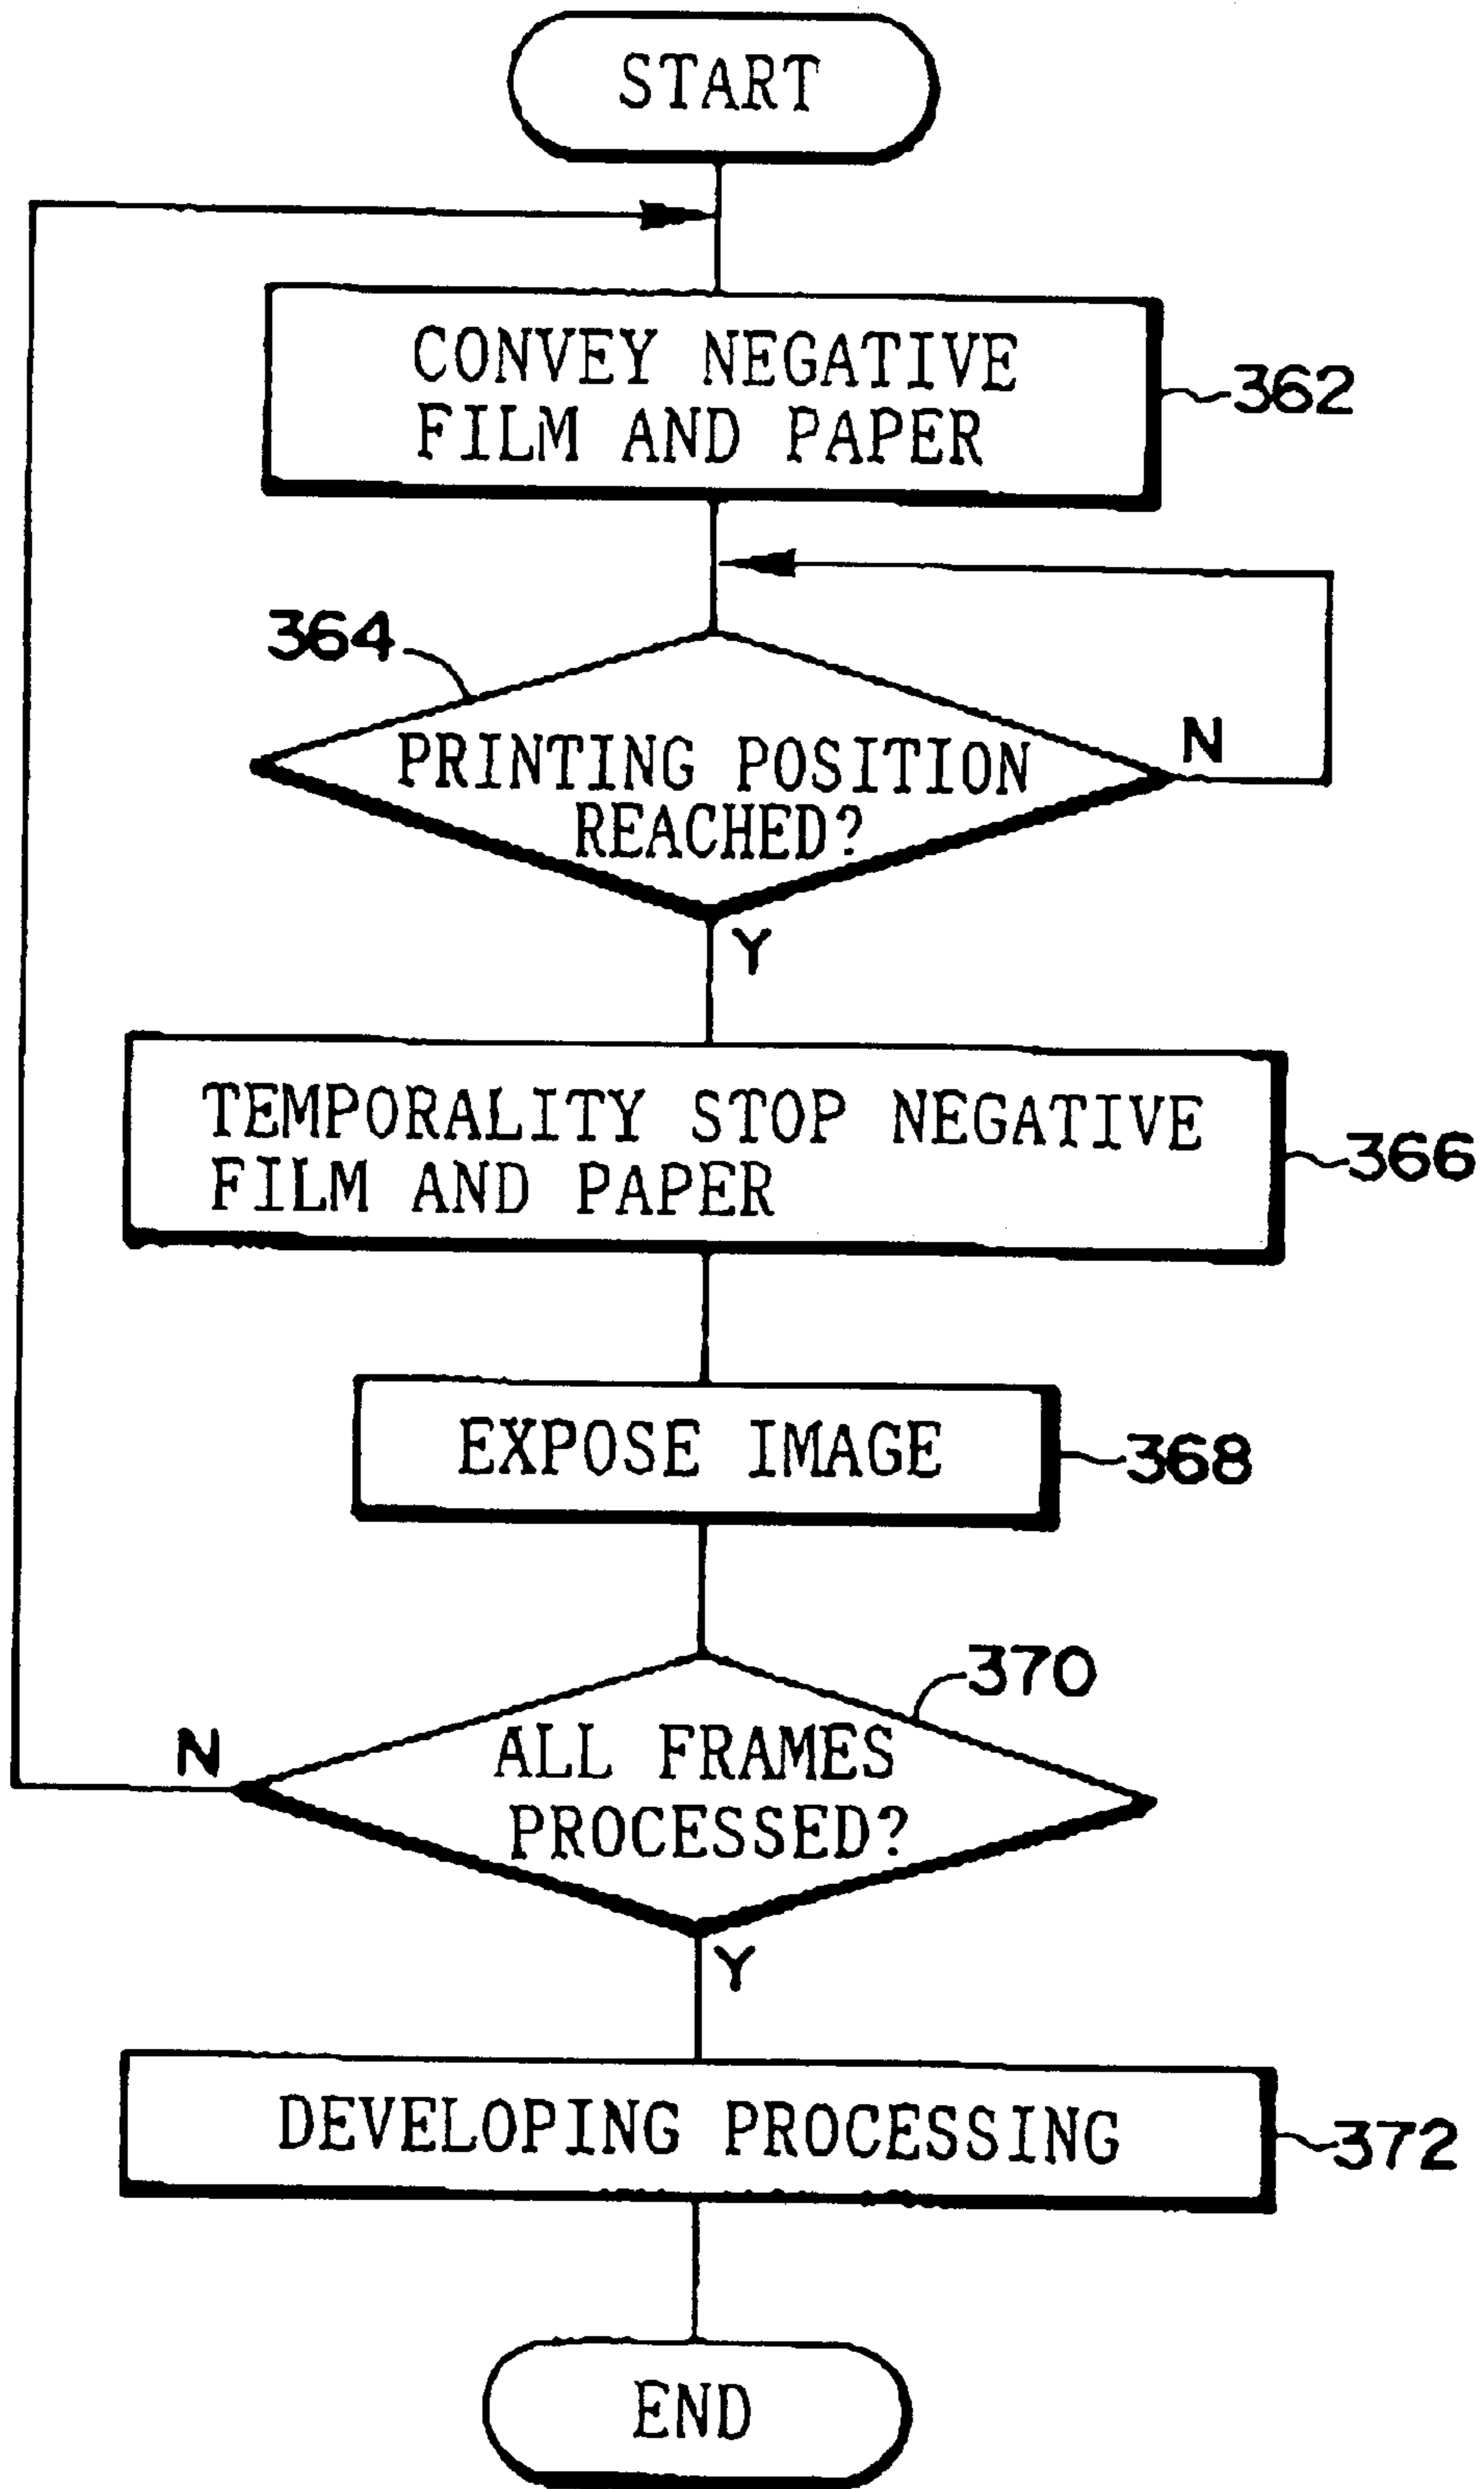 START
CONVEY NEGATIVE
FILM AND PAPER
362
364
PRINTING POSITION
REACHED?
N
Y
TEMPORALITY STOP NEGATIVE
FILM AND PAPER
366
EXPOSE IMAGE
368
370
N
ALL FRAMES
PROCESSED?
Y
DEVELOPING PROCESSING
372
END